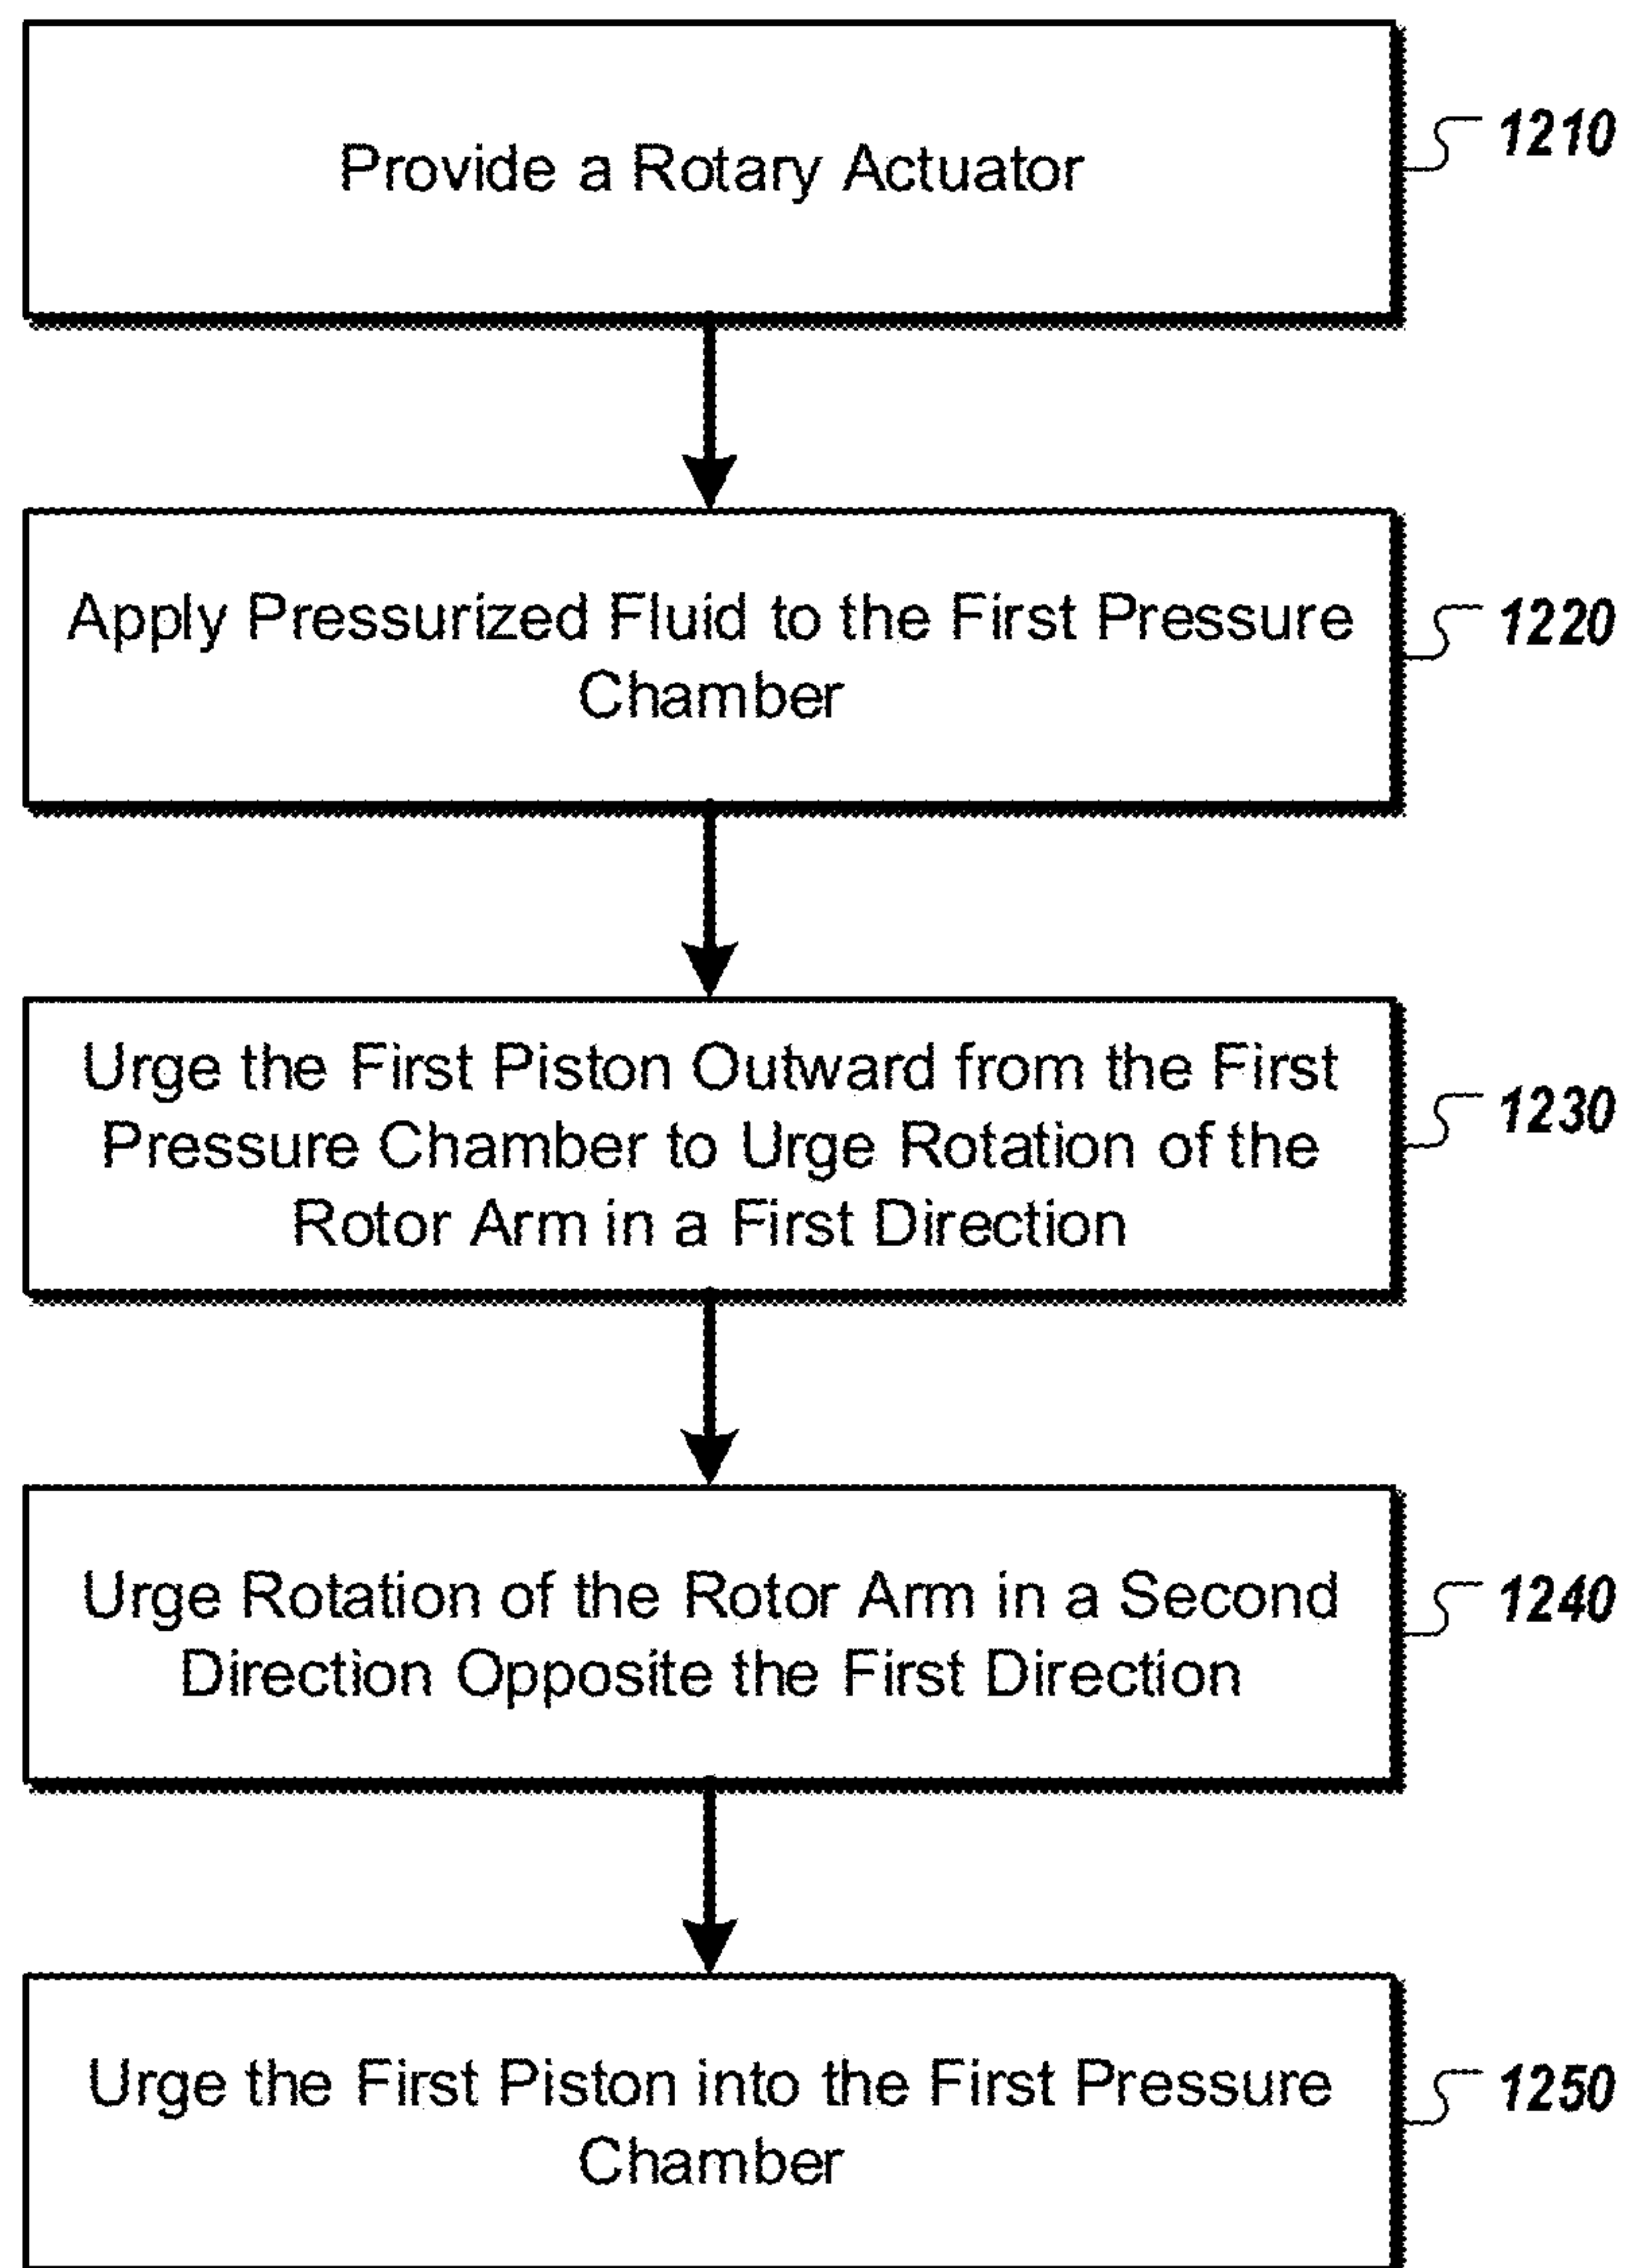 Provide a Rotary Actuator
1210
Apply Pressurized Fluid to the First Pressure
Chamber
1220
Urge the First Piston Outward from the First
Pressure Chamber to Urge Rotation of the
Rotor Arm in a First Direction
1230
Urge Rotation of the Rotor Arm in a Second
Direction Opposite the First Direction
1240
Urge the First Piston into the First Pressure
Chamber
1250